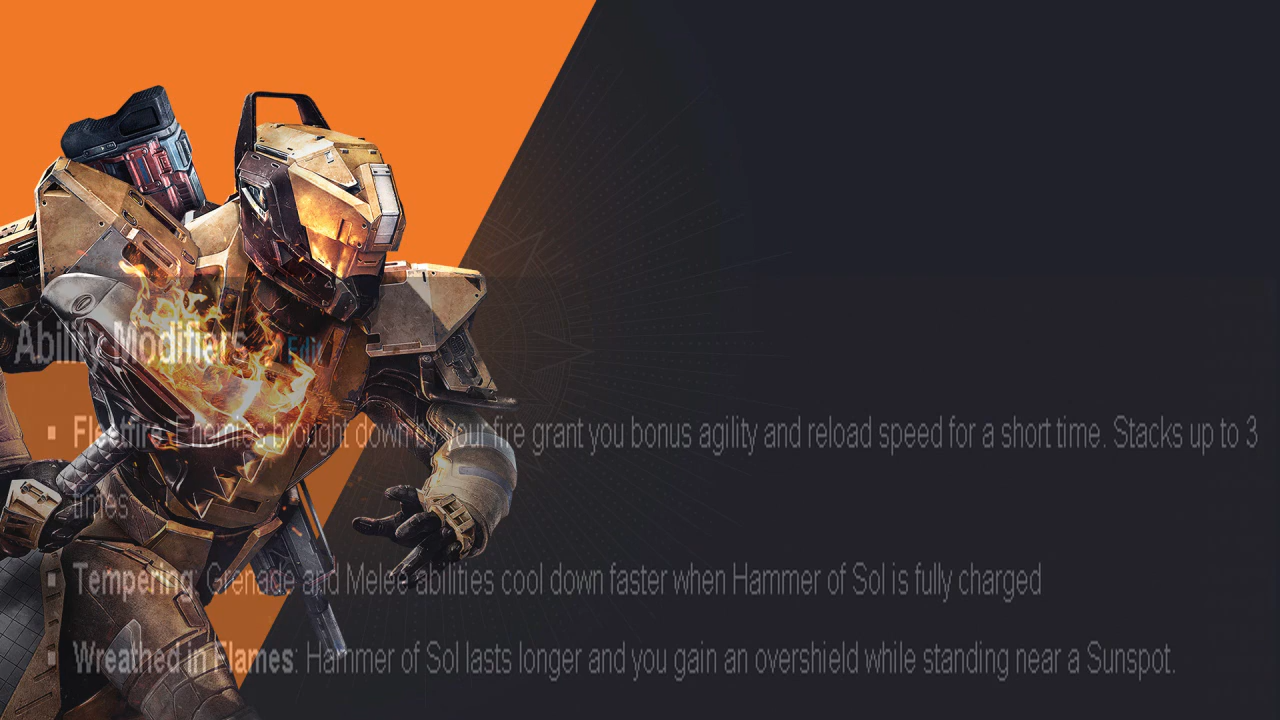 Ability Modifiers Edit
▪ Fleetfire: Enemies brought down by your fire grant you bonus agility and reload speed for a short time. Stacks up to 3
times
▪ Tempering: Grenade and Melee abilities cool down faster when Hammer of Sol is fully charged
▪ Wreathed in Flames: Hammer of Sol lasts longer and you gain an overshield while standing near a Sunspot.